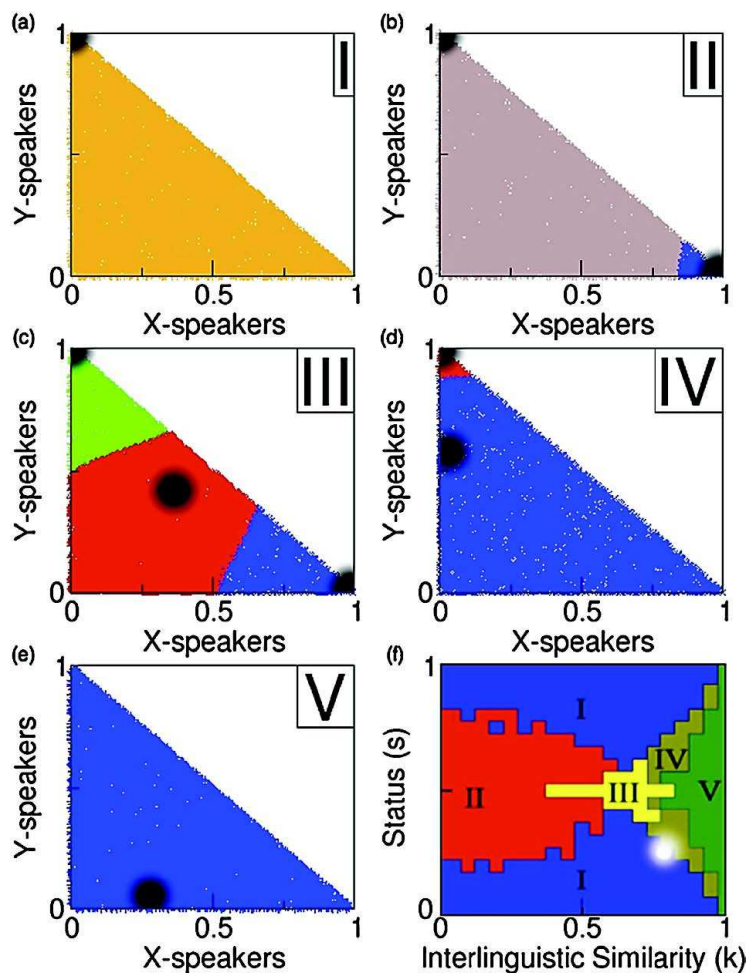 (a)
1
I
Y-speakers
0
0
0.5
1
X-speakers
(b)
1
II
Y-speakers
0
0
0.5
1
X-speakers
(c)
1
III
Y-speakers
0
0
0.5
1
X-speakers
(d)
1
IV
Y-speakers
0
0
0.5
1
X-speakers
(e)
1
V
Y-speakers
0
0
0.5
1
X-speakers
(f)
1
I
IV
II
III
V
I
Status (s)
0
0
0.5
1
Interlinguistic Similarity (k)